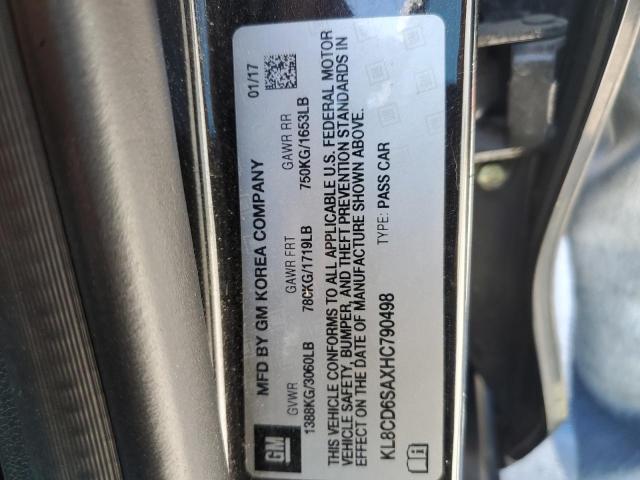 GM
MFD BY GM KOREA COMPANY
01/17
GVWR GAWR FRT GAWR RR
1388KG/3060LB 780KG/1719LB 750KG/1653LB
THIS VEHICLE CONFORMS TO ALL APPLICABLE U.S. FEDERAL MOTOR
VEHICLE SAFETY, BUMPER, AND THEFT PREVENTION STANDARDS IN
EFFECT ON THE DATE OF MANUFACTURE SHOWN ABOVE.
KL8CD6SAXHC790498 TYPE: PASS CAR